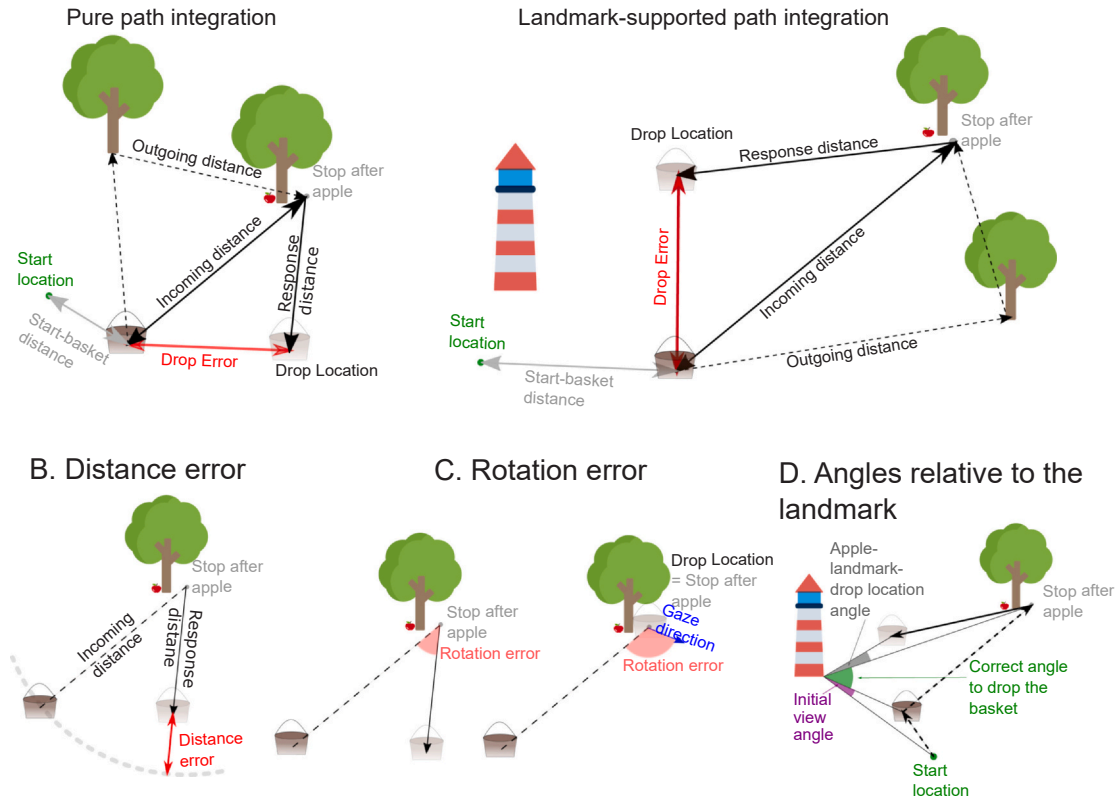 Pure path integration
Outgoing distance
Stop after
apple
Incoming distance
Response
distance
Start
location
Start-basket
distance
Drop Error
Drop Location
Landmark-supported path integration
Drop Location
Response distance
Stop after
apple
Drop Error
Incoming distance
Start
location
Start-basket
distance
Outgoing distance
B. Distance error
Stop after
apple
Incoming
distance
Response
distane
Distance
error
C. Rotation error
Stop after
apple
Rotation error
Drop Location
= Stop after
apple
Gaze
direction
Rotation error
D. Angles relative to the
landmark
Apple-
landmark-
drop location
angle
Stop after
apple
Correct angle
to drop the
basket
Initial
view
angle
Start
location